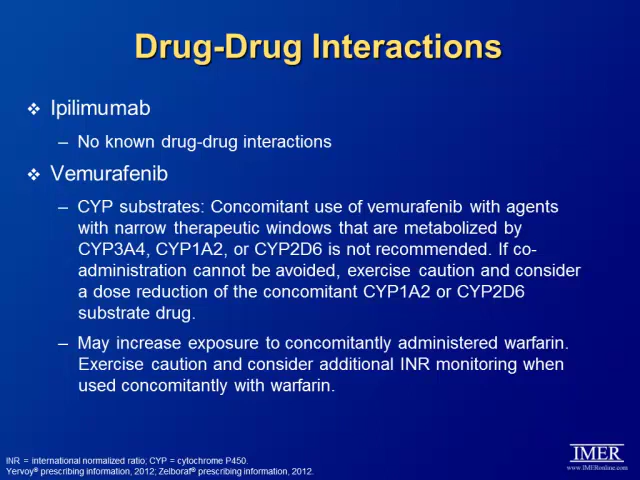 Drug-Drug Interactions
❖ Ipilimumab
– No known drug-drug interactions
❖ Vemurafenib
– CYP substrates: Concomitant use of vemurafenib with agents
with narrow therapeutic windows that are metabolized by
CYP3A4, CYP1A2, or CYP2D6 is not recommended. If co-
administration cannot be avoided, exercise caution and consider
a dose reduction of the concomitant CYP1A2 or CYP2D6
substrate drug.
– May increase exposure to concomitantly administered warfarin.
Exercise caution and consider additional INR monitoring when
used concomitantly with warfarin.
INR = international normalized ratio; CYP = cytochrome P450.
Yervoy® prescribing information, 2012; Zelboraf® prescribing information, 2012.
IMER
www.IMERonline.com